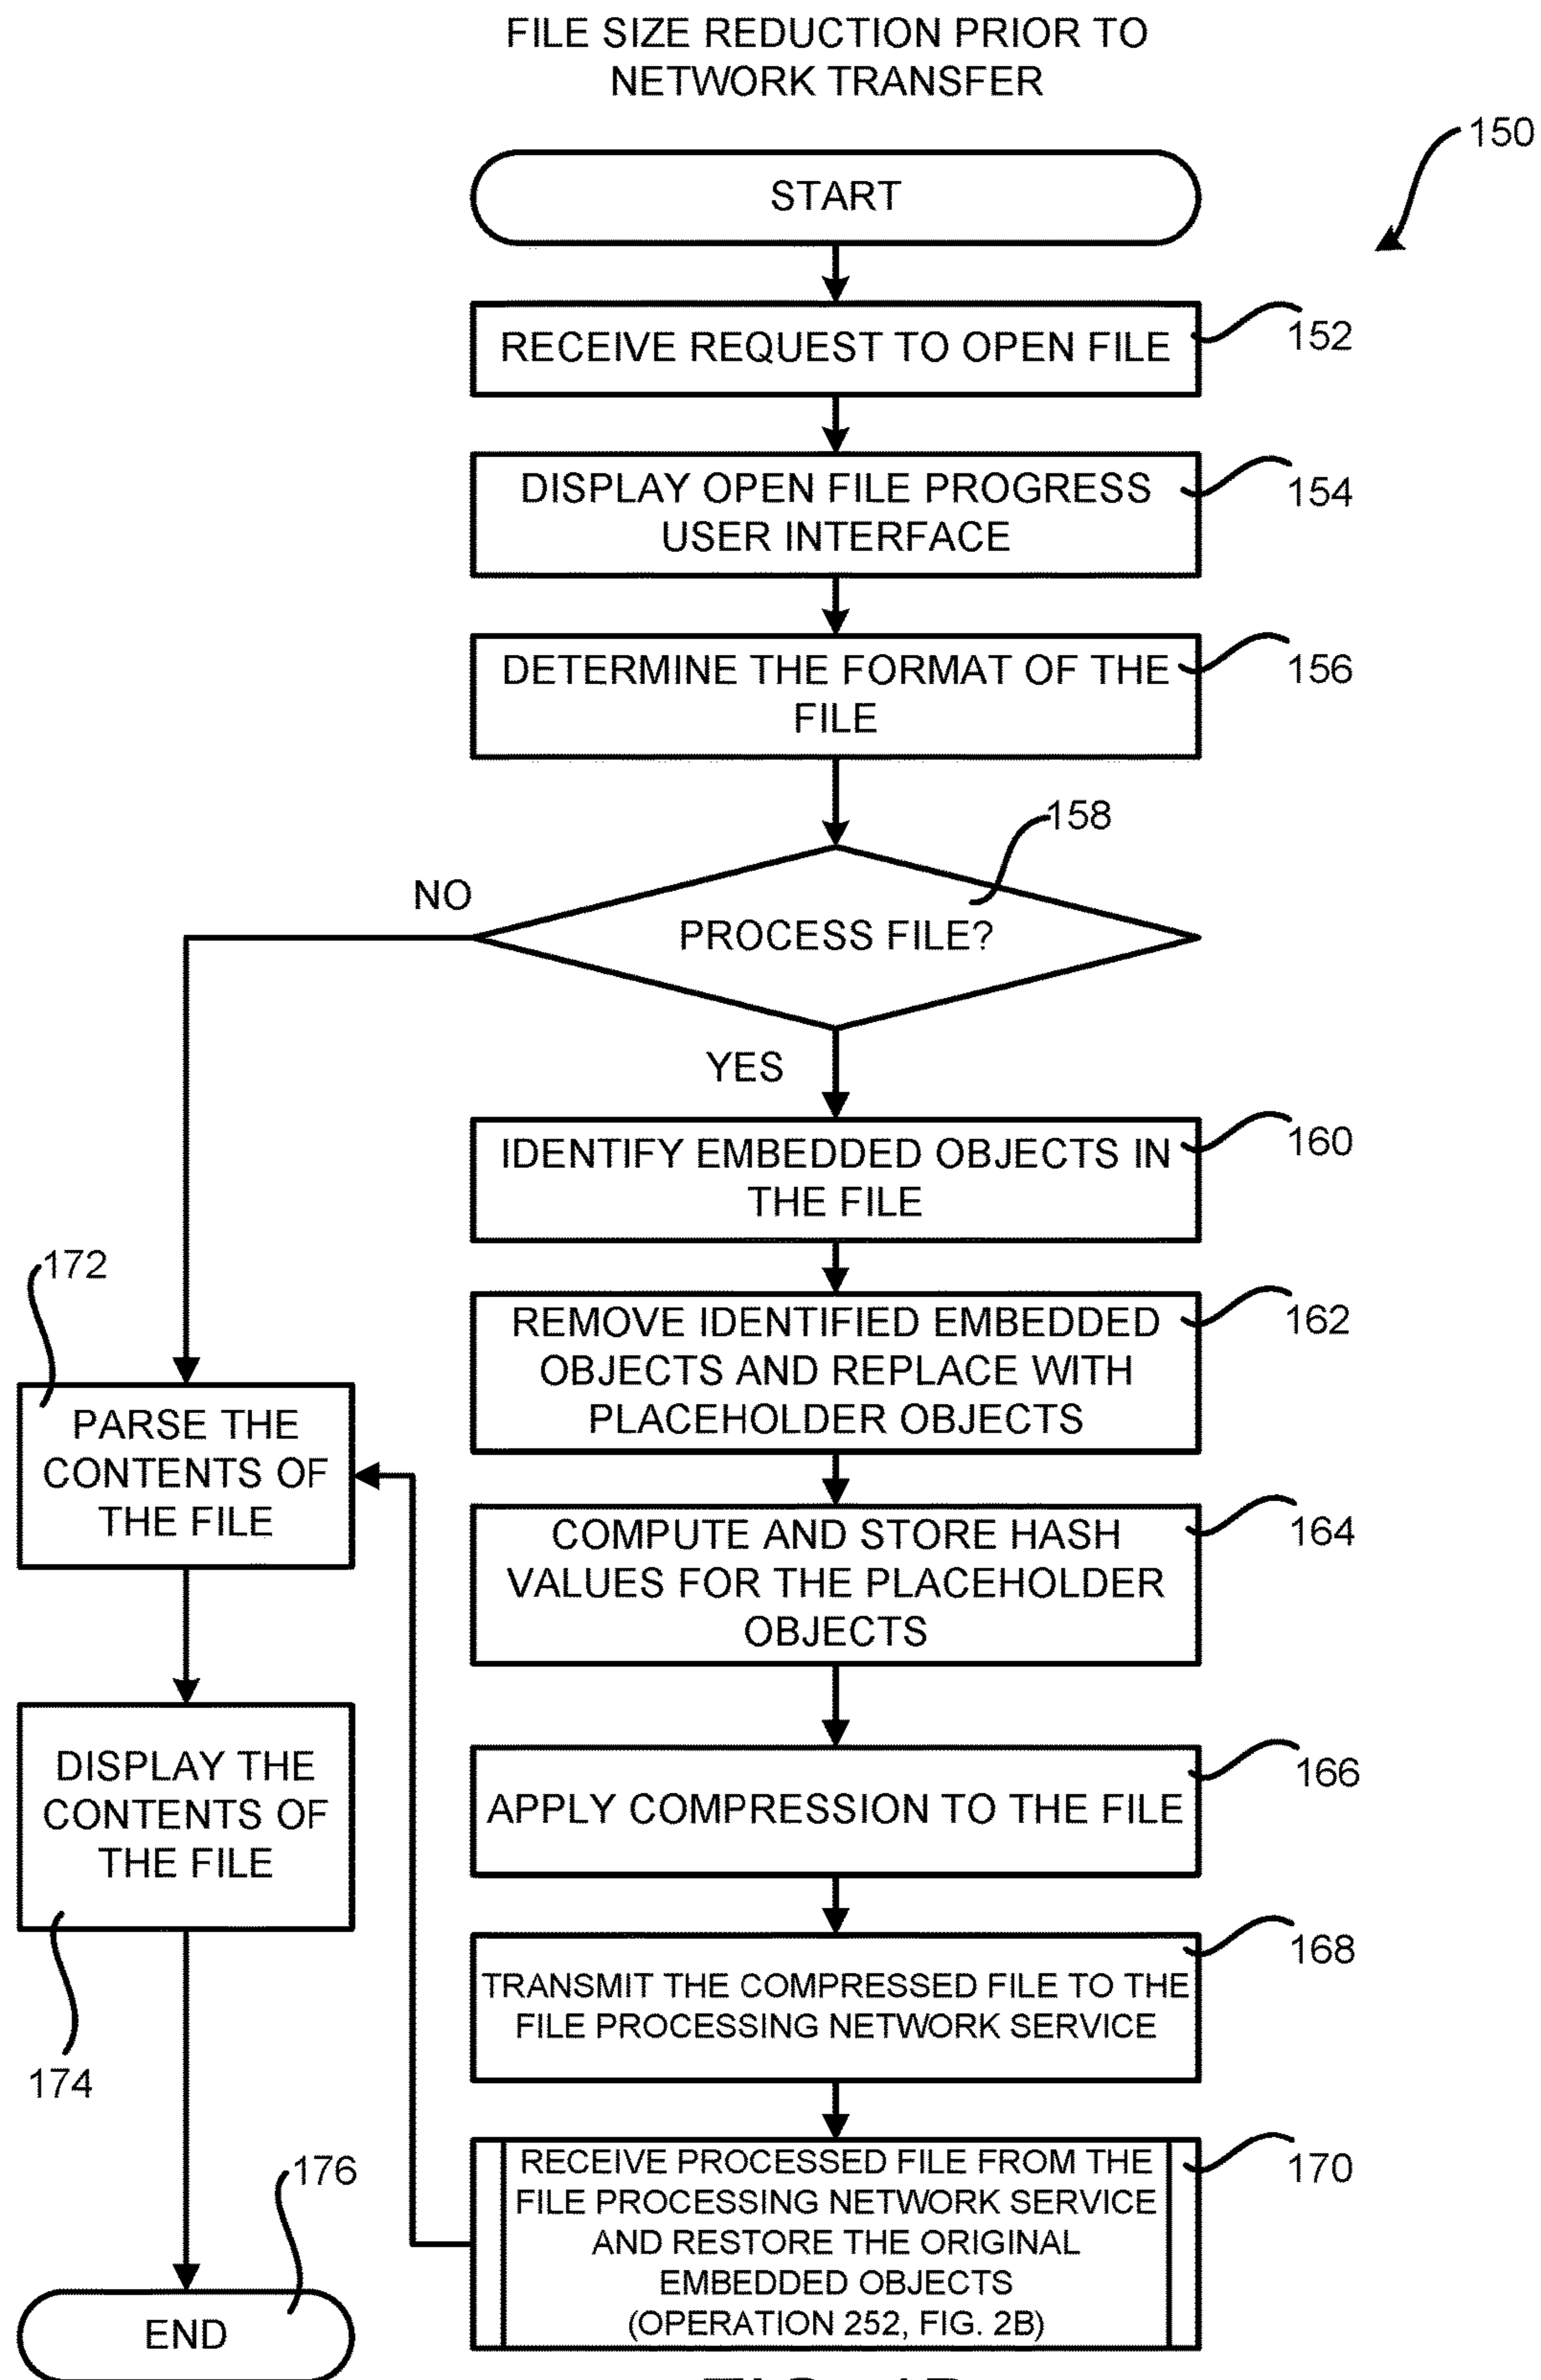 FILE SIZE REDUCTION PRIOR TO
NETWORK TRANSFER
150
START
RECEIVE REQUEST TO OPEN FILE
152
DISPLAY OPEN FILE PROGRESS
USER INTERFACE
154
DETERMINE THE FORMAT OF THE
FILE
156
158
NO
PROCESS FILE?
YES
IDENTIFY EMBEDDED OBJECTS IN
THE FILE
160
REMOVE IDENTIFIED EMBEDDED
OBJECTS AND REPLACE WITH
PLACEHOLDER OBJECTS
162
COMPUTE AND STORE HASH
VALUES FOR THE PLACEHOLDER
OBJECTS
164
APPLY COMPRESSION TO THE FILE
166
TRANSMIT THE COMPRESSED FILE TO THE
FILE PROCESSING NETWORK SERVICE
168
RECEIVE PROCESSED FILE FROM THE
FILE PROCESSING NETWORK SERVICE
AND RESTORE THE ORIGINAL
EMBEDDED OBJECTS
(OPERATION 252, FIG. 2B)
170
172
PARSE THE
CONTENTS OF
THE FILE
DISPLAY THE
CONTENTS OF
THE FILE
174
176
END